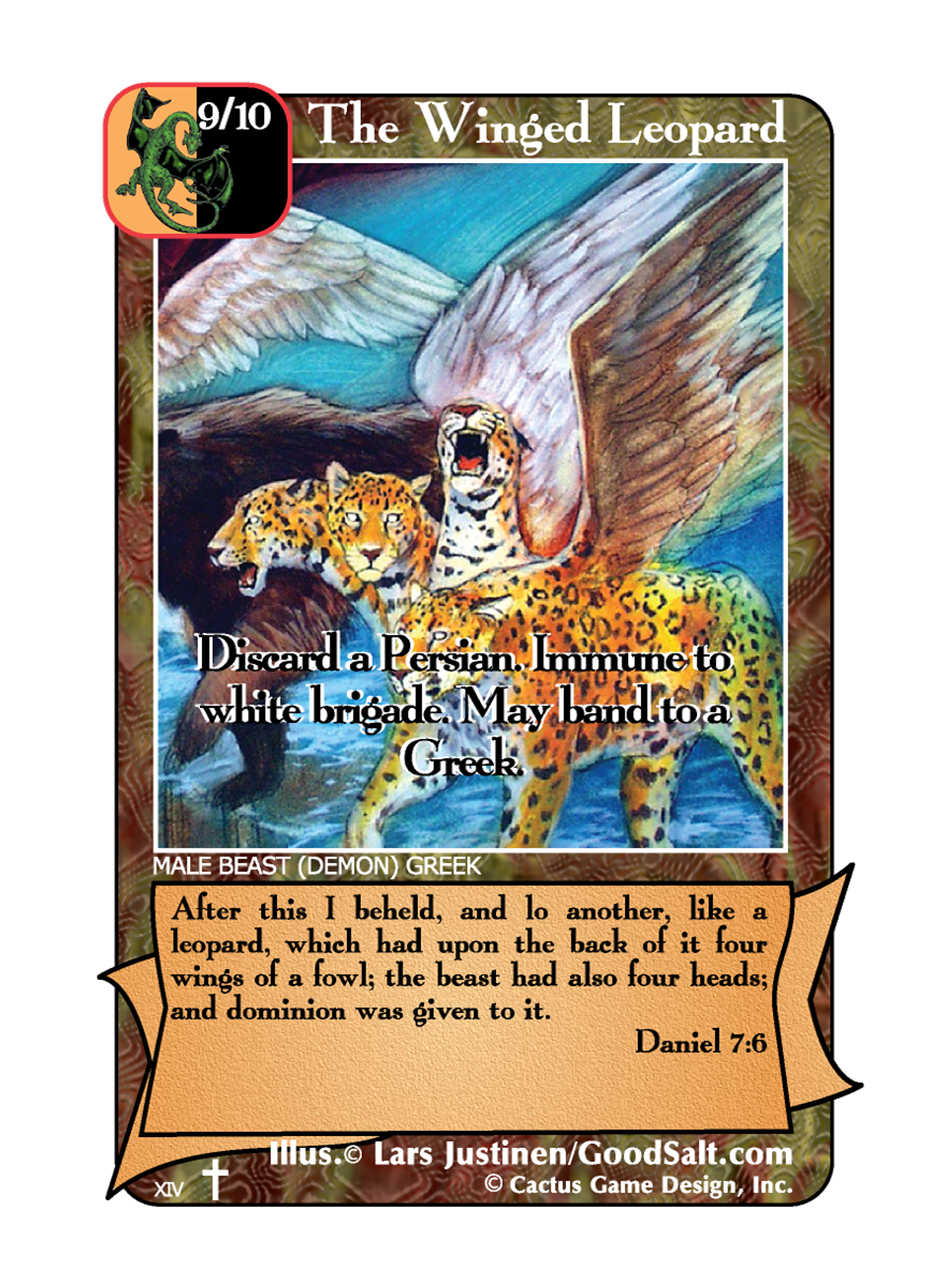 9/10 The Winged Leopard
Discard a Persian. Immune to
white brigade. May band to a
Greek.
MALE BEAST (DEMON) GREEK
After this I beheld, and lo another, like a
leopard, which had upon the back of it four
wings of a fowl; the beast had also four heads;
and dominion was given to it.
Daniel 7:6
Illus.© Lars Justinen/GoodSalt.com
XIV © Cactus Game Design, Inc.